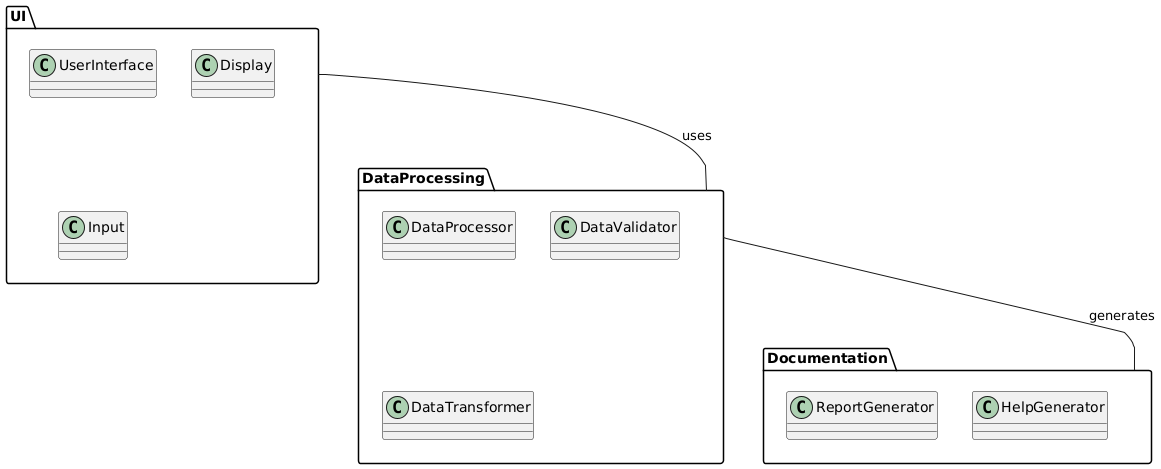 UI
C UserInterface
C Display
C Input
uses
DataProcessing
C DataProcessor
C DataValidator
C DataTransformer
generates
Documentation
C ReportGenerator
C HelpGenerator